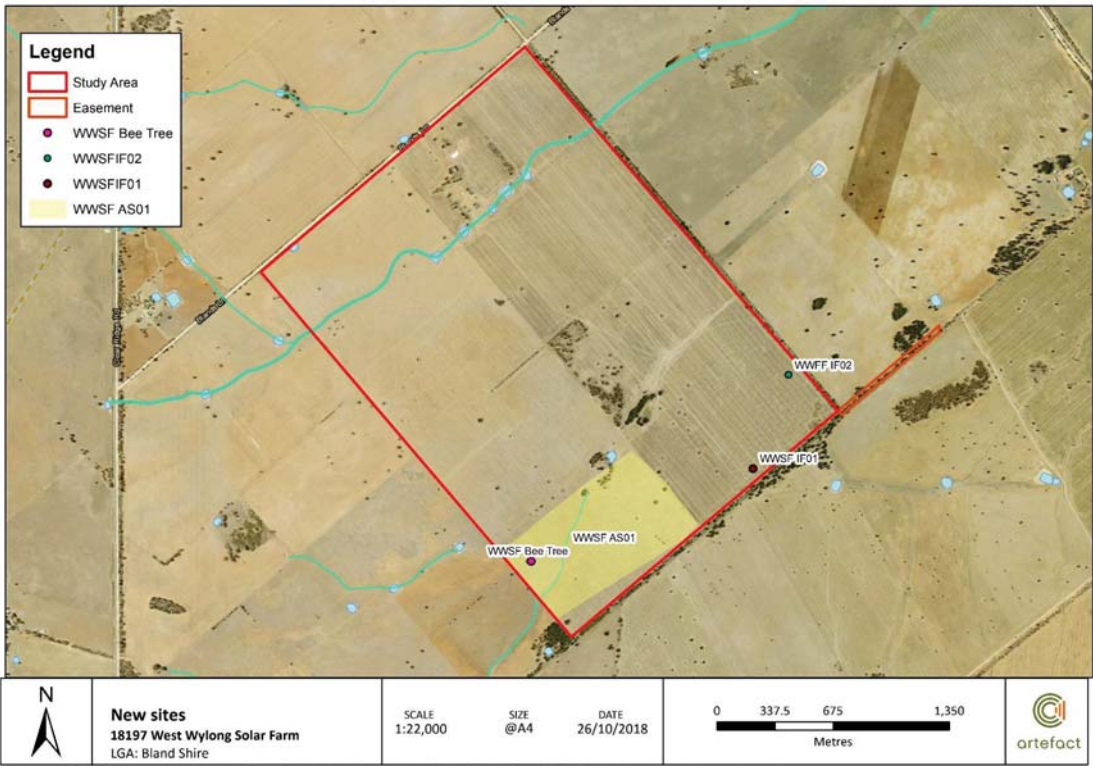 Legend
Study Area
Easement
WWSF Bee Tree
WWSFIF02
WWSFIF01
WWSF AS01
WWFF IF02
WWSF IF01
WWSF AS01
WWSF Bee Tree
N
New sites
18197 West Wylong Solar Farm
LGA: Bland Shire
SCALE
1:22,000
SIZE
@A4
DATE
26/10/2018
0 337.5 675 1,350
Metres
artefact